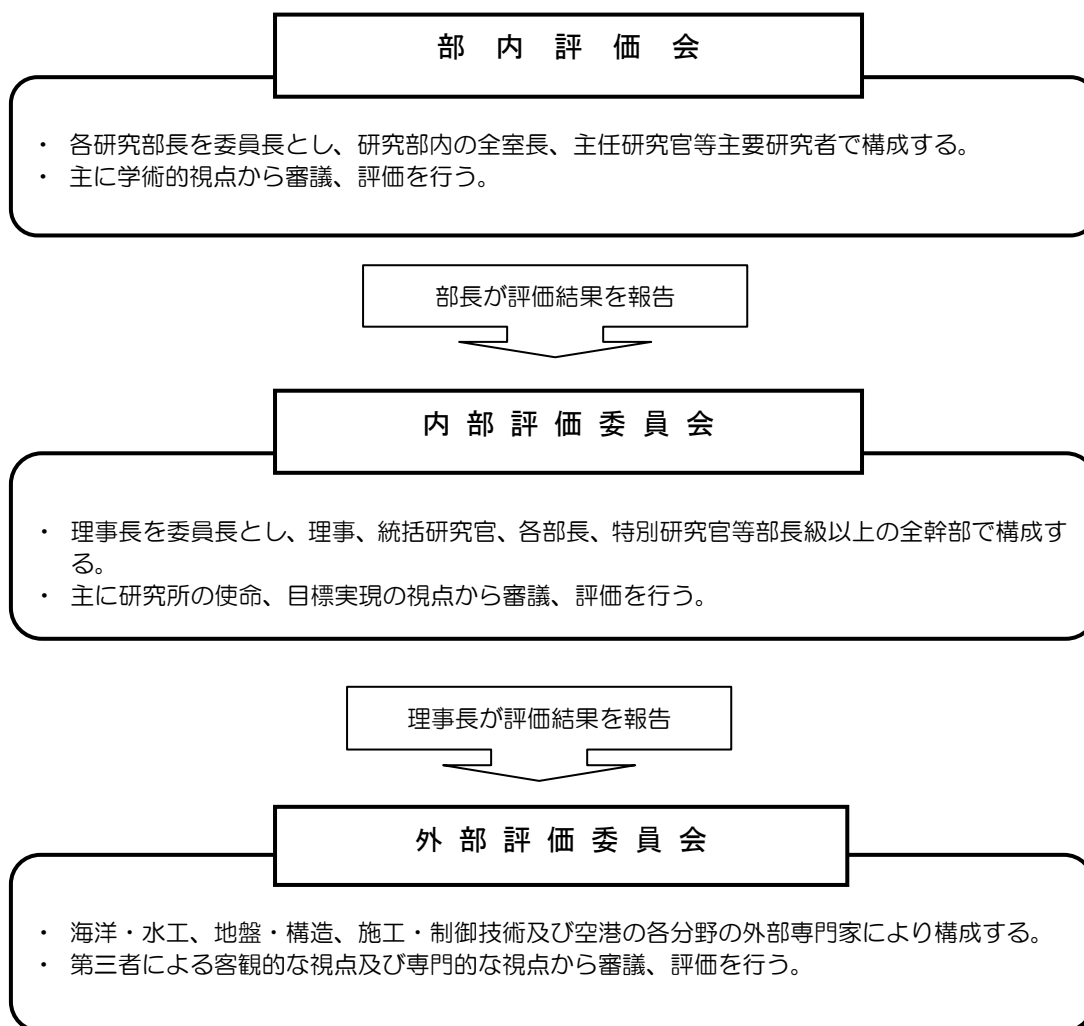 部 内 評 価 会
・ 各研究部長を委員長とし、研究部内の全室長、主任研究官等主要研究者で構成する。
・ 主に学術的視点から審議、評価を行う。
部長が評価結果を報告
内 部 評 価 委 員 会
・ 理事長を委員長とし、理事、統括研究官、各部長、特別研究官等部長級以上の全幹部で構成す
る。
・ 主に研究所の使命、目標実現の視点から審議、評価を行う。
理事長が評価結果を報告
外 部 評 価 委 員 会
・ 海洋・水工、地盤・構造、施工・制御技術及び空港の各分野の外部専門家により構成する。
・ 第三者による客観的な視点及び専門的な視点から審議、評価を行う。